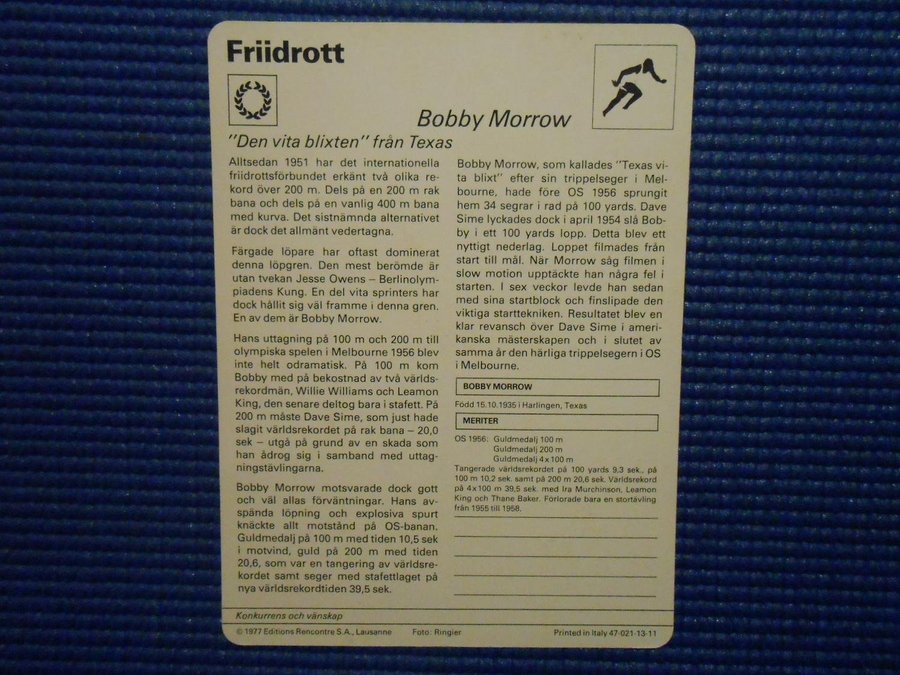 Friidrott
Bobby Morrow
"Den vita blixten" från Texas
Alltsedan 1951 har det internationella
friidrottsförbundet erkänt två olika re-
kord över 200 m. Dels på en 200 m rak
bana och dels på en vanlig 400 m bana
med kurva. Det sistnämnda alternativet
är dock det allmänt vedertagna.
Färgade löpare har oftast dominerat
denna löpgren. Den mest berömde är
utan tvekan Jesse Owens – Berlinolym-
piadens Kung. En del vita sprinters har
dock hållit sig väl framme i denna gren.
En av dem är Bobby Morrow.
Hans uttagning på 100 m och 200 m till
olympiska spelen i Melbourne 1956 blev
inte helt odramatisk. På 100 m kom
Bobby med på bekostnad av två världs-
rekordmän, Willie Williams och Leamon
King, den senare deltog bara i stafett. På
200 m måste Dave Sime, som just hade
slagit världsrekordet på rak bana – 20,0
sek – utgå på grund av en skada som
han ådrog sig i samband med uttag-
ningstävlingarna.
Bobby Morrow motsvarade dock gott
och väl allas förväntningar. Hans av-
spända löpning och explosiva spurt
knäckte allt motstånd på OS-banan.
Guldmedalj på 100 m med tiden 10,5 sek
i motvind, guld på 200 m med tiden
20,6, som var en tangering av världsre-
kordet samt seger med stafettlaget på
nya världsrekordtiden 39,5 sek.
Bobby Morrow, som kallades "Texas vi-
ta blixt" efter sin trippelseger i Mel-
bourne, hade före OS 1956 sprungit
hem 34 segrar i rad på 100 yards. Dave
Sime lyckades dock i april 1954 slå Bob-
by i ett 100 yards lopp. Detta blev ett
nyttigt nederlag. Loppet filmades från
start till mål. När Morrow såg filmen i
slow motion upptäckte han några fel i
starten. I sex veckor levde han sedan
med sina startblock och finslipade den
viktiga starttekniken. Resultatet blev en
klar revansch över Dave Sime i ameri-
kanska mästerskapen och i slutet av
samma år den härliga trippelsegern i OS
i Melbourne.
BOBBY MORROW
Född 15.10.1935 i Harlingen, Texas
MERITER
OS 1956: Guldmedalj 100 m
Guldmedalj 200 m
Guldmedalj 4x100 m
Tangerade världsrekordet på 100 yards 9,3 sek., på
100 m 10,2 sek. samt på 200 m 20,6 sek. Världsrekord
på 4x100 m 39,5 sek. med Ira Murchinson, Leamon
King och Thane Baker. Förlorade bara en stortävling
från 1955 till 1958.
Konkurrens och vänskap
© 1977 Editions Rencontre S.A., Lausanne Foto: Ringier Printed in Italy 47-021-13-11